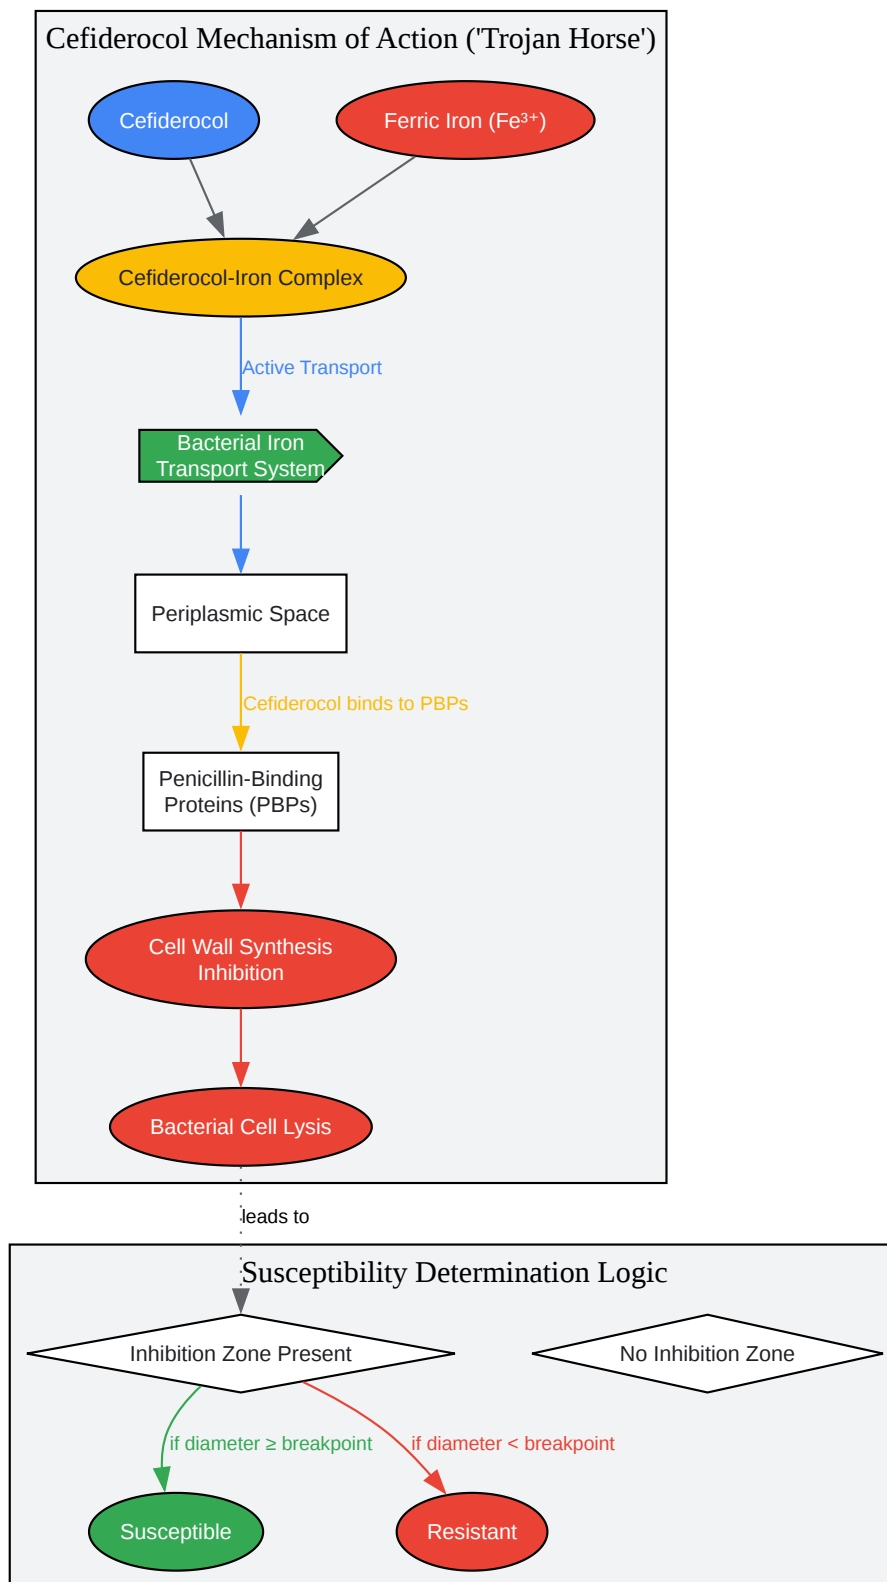 Cefiderocol Mechanism of Action ('Trojan Horse')
Cefiderocol
Ferric Iron (Fe³⁺)
Cefiderocol-Iron Complex
Active Transport
Bacterial Iron
Transport System
Periplasmic Space
Cefiderocol binds to PBPs
Penicillin-Binding
Proteins (PBPs)
Cell Wall Synthesis
Inhibition
Bacterial Cell Lysis
leads to
Susceptibility Determination Logic
Inhibition Zone Present
No Inhibition Zone
if diameter ≥ breakpoint
if diameter < breakpoint
Susceptible
Resistant